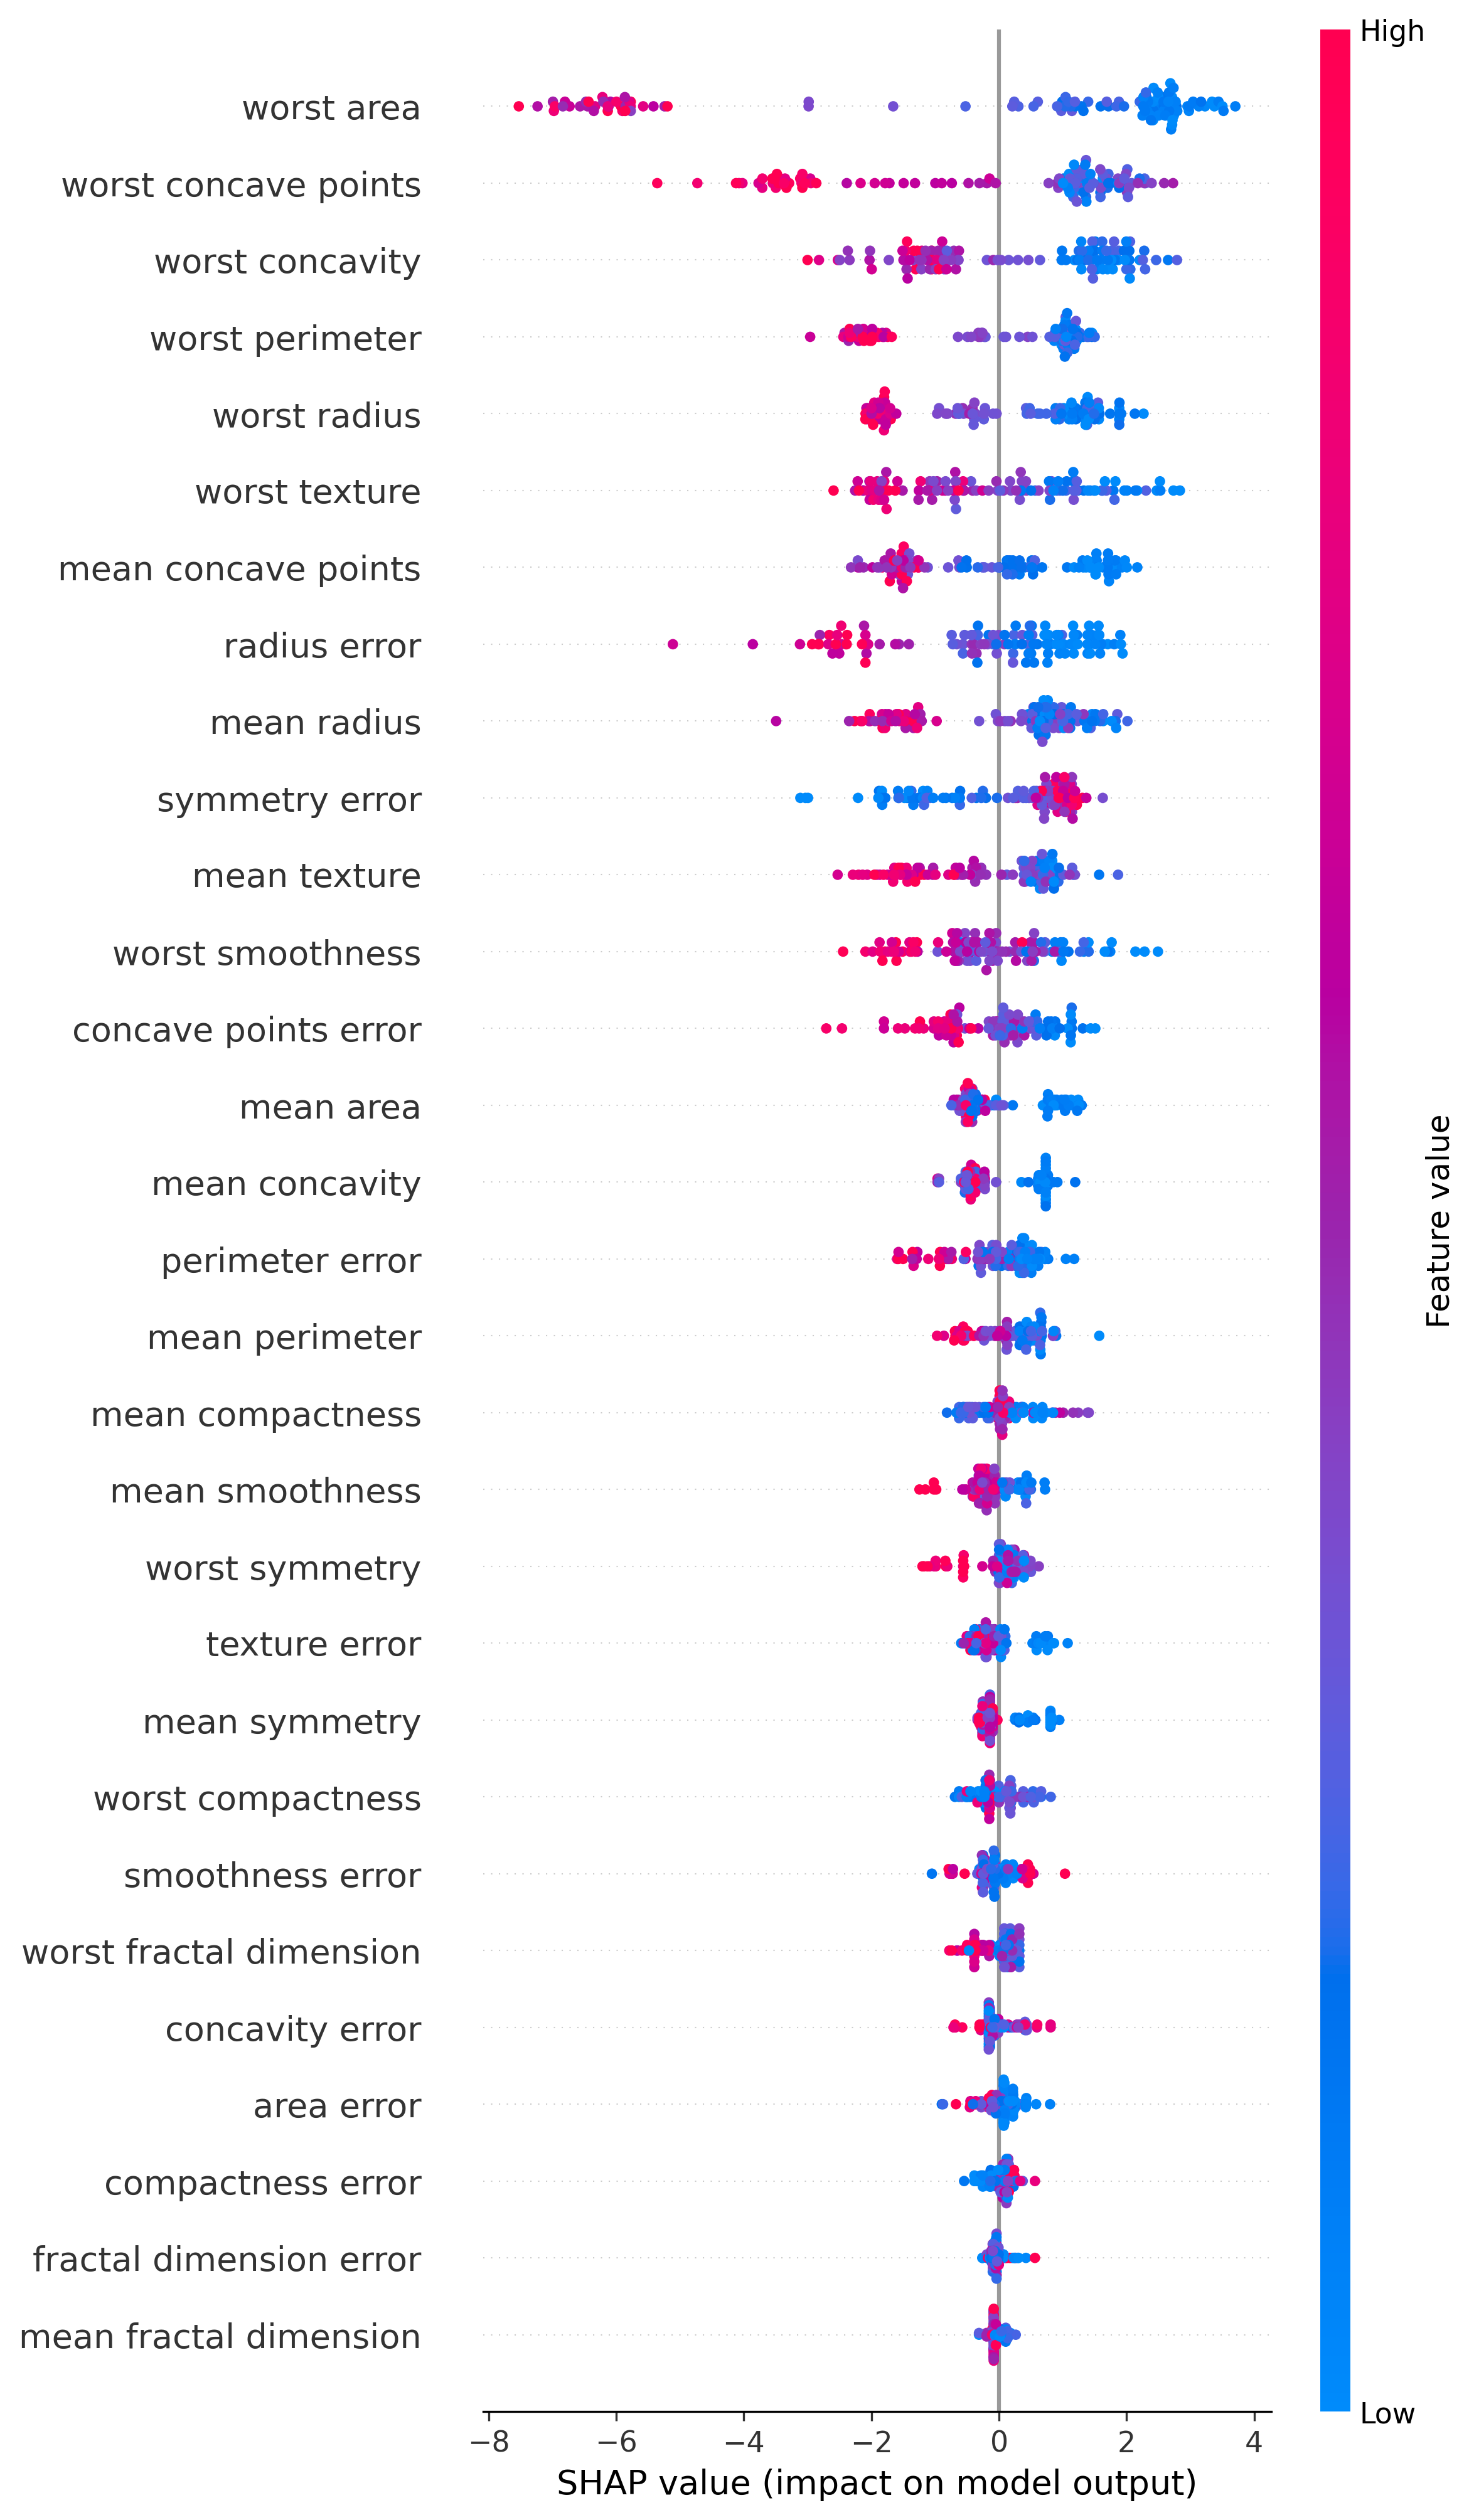 High
worst area
worst concave points
worst concavity
worst perimeter
worst radius
worst texture
mean concave points
radius error
mean radius
symmetry error
mean texture
worst smoothness
concave points error
mean area
mean concavity
perimeter error
mean perimeter
mean compactness
mean smoothness
worst symmetry
texture error
mean symmetry
worst compactness
smoothness error
worst fractal dimension
concavity error
area error
compactness error
fractal dimension error
mean fractal dimension
Feature value
Low
−8 −6 −4 −2 0 2 4
SHAP value (impact on model output)